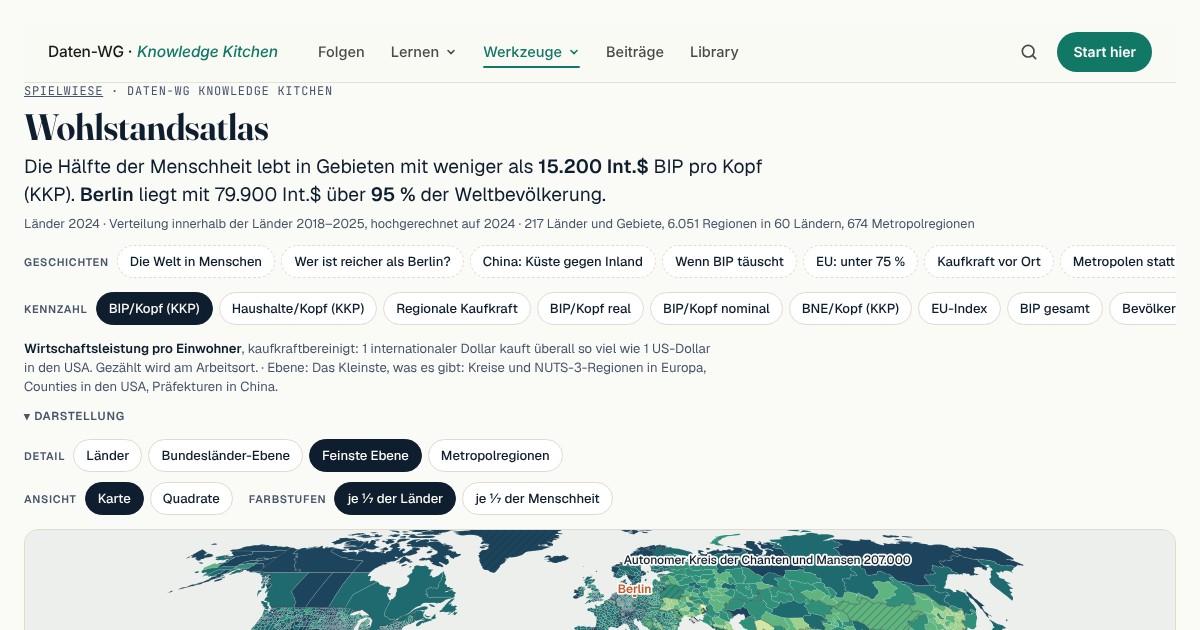 Daten-WG · Knowledge Kitchen Folgen Lernen Werkzeuge Beiträge Library Start hier
SPIELWIESE · DATEN-WG KNOWLEDGE KITCHEN
Wohlstandsatlas
Die Hälfte der Menschheit lebt in Gebieten mit weniger als 15.200 Int.$ BIP pro Kopf
(KKP). Berlin liegt mit 79.900 Int.$ über 95 % der Weltbevölkerung.
Länder 2024 · Verteilung innerhalb der Länder 2018–2025, hochgerechnet auf 2024 · 217 Länder und Gebiete, 6.051 Regionen in 60 Ländern, 674 Metropolregionen
GESCHICHTEN Die Welt in Menschen Wer ist reicher als Berlin? China: Küste gegen Inland Wenn BIP täuscht EU: unter 75 % Kaufkraft vor Ort Metropolen statt
KENNZAHL BIP/Kopf (KKP) Haushalte/Kopf (KKP) Regionale Kaufkraft BIP/Kopf real BIP/Kopf nominal BNE/Kopf (KKP) EU-Index BIP gesamt Bevölker
Wirtschaftsleistung pro Einwohner, kaufkraftbereinigt: 1 internationaler Dollar kauft überall so viel wie 1 US-Dollar
in den USA. Gezählt wird am Arbeitsort. · Ebene: Das Kleinste, was es gibt: Kreise und NUTS-3-Regionen in Europa,
Counties in den USA, Präfekturen in China.
▾ DARSTELLUNG
DETAIL Länder Bundesländer-Ebene Feinste Ebene Metropolregionen
ANSICHT Karte Quadrate FARBSTUFEN je ⅐ der Länder je ⅐ der Menschheit
Autonomer Kreis der Chanten und Mansen 207.000
Berlin